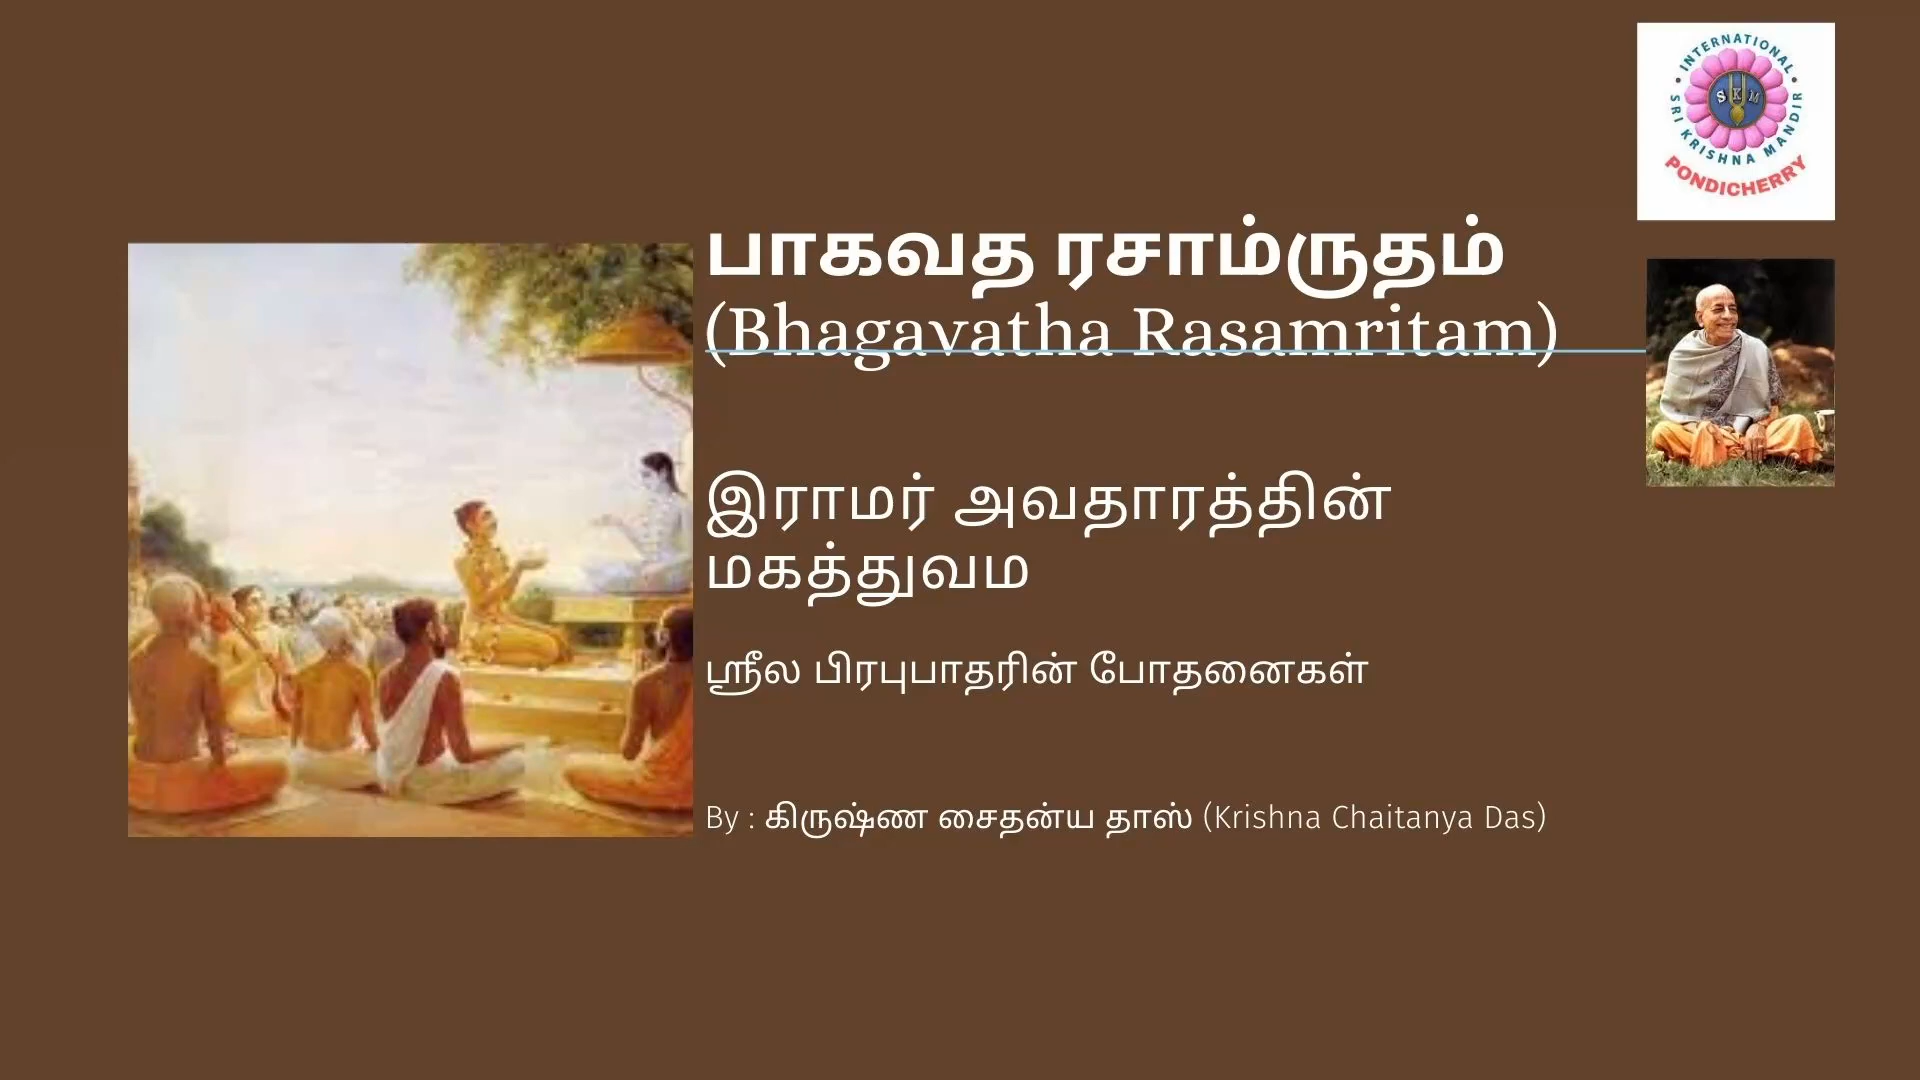 INTERNATIONAL
SRI KRISHNA MANDIR
SKM
PONDICHERRY
பாகவத ரசாம்ருதம்
(Bhagavatha Rasamritam)
இராமர் அவதாரத்தின்
மகத்துவம
ஸ்ரீல பிரபுபாதரின் போதனைகள்
By : கிருஷ்ண சைதன்ய தாஸ் (Krishna Chaitanya Das)